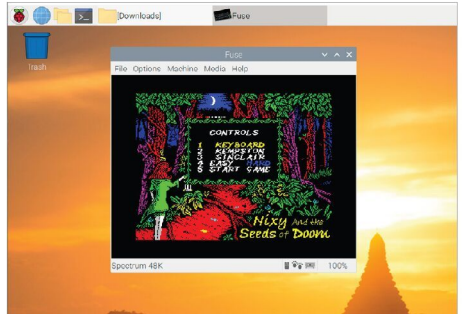 [Downloads]
Fuse
Trash
Fuse
File Options Machine Media Help
CONTROLS
1 KEYBOARD
2 KEMPSTON
3 SINCLAIR
4 EASY HARD
5 START GAME
Nixy And the
Seeds of Doom
Spectrum 48K
100%